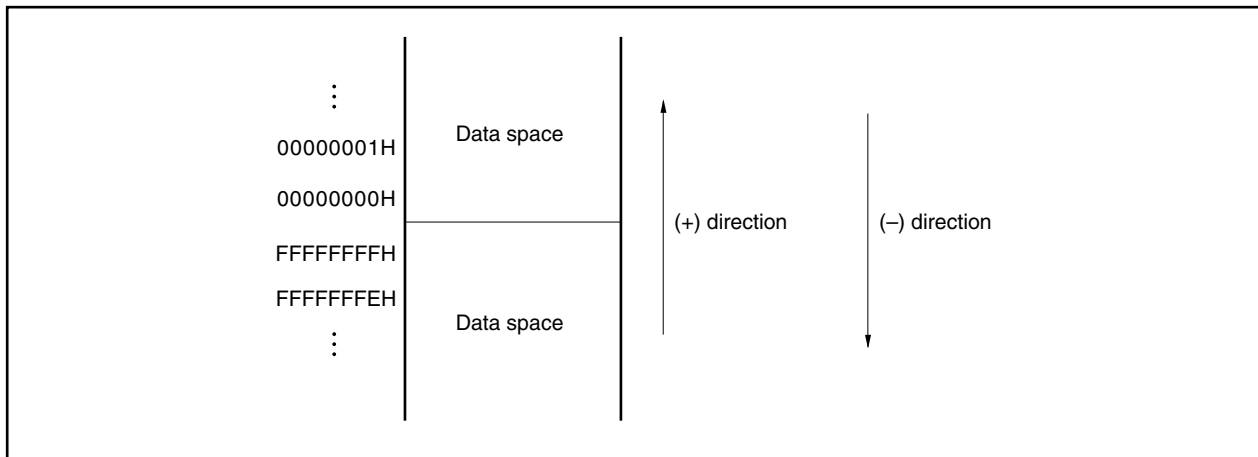 ⋮
00000001H
Data space
00000000H
(+) direction
(–) direction
FFFFFFFFH
FFFFFFFEH
Data space
⋮